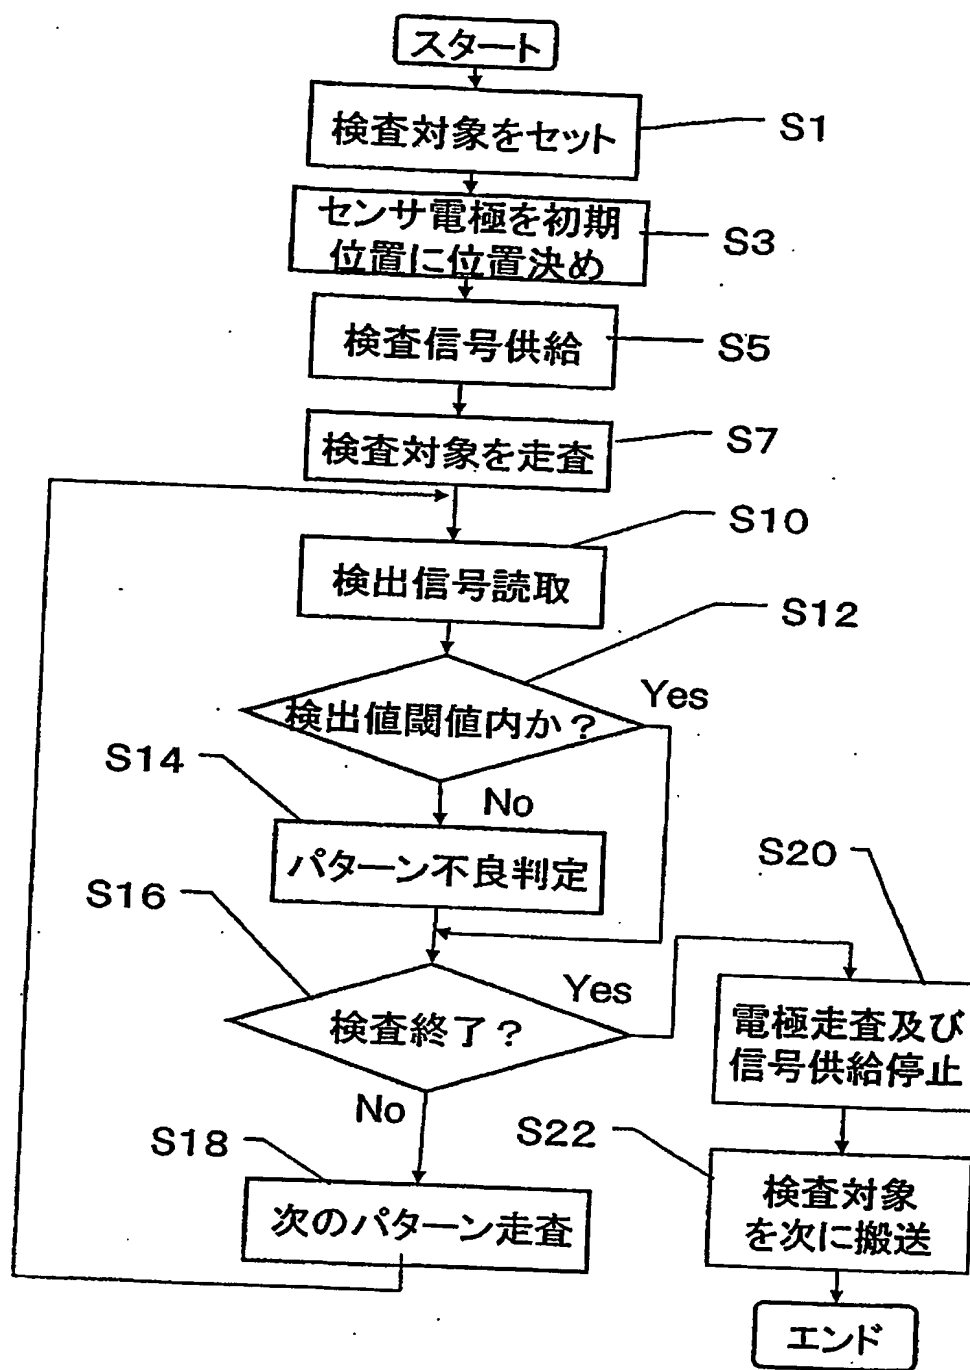 スタート
検査対象をセット
S1
センサ電極を初期
位置に位置決め
S3
検査信号供給
S5
検査対象を走査
S7
検出信号読取
S10
検出値閾値内か？
S12
Yes
No
パターン不良判定
S14
検査終了？
S16
Yes
No
次のパターン走査
S18
電極走査及び
信号供給停止
S20
検査対象
を次に搬送
S22
エンド